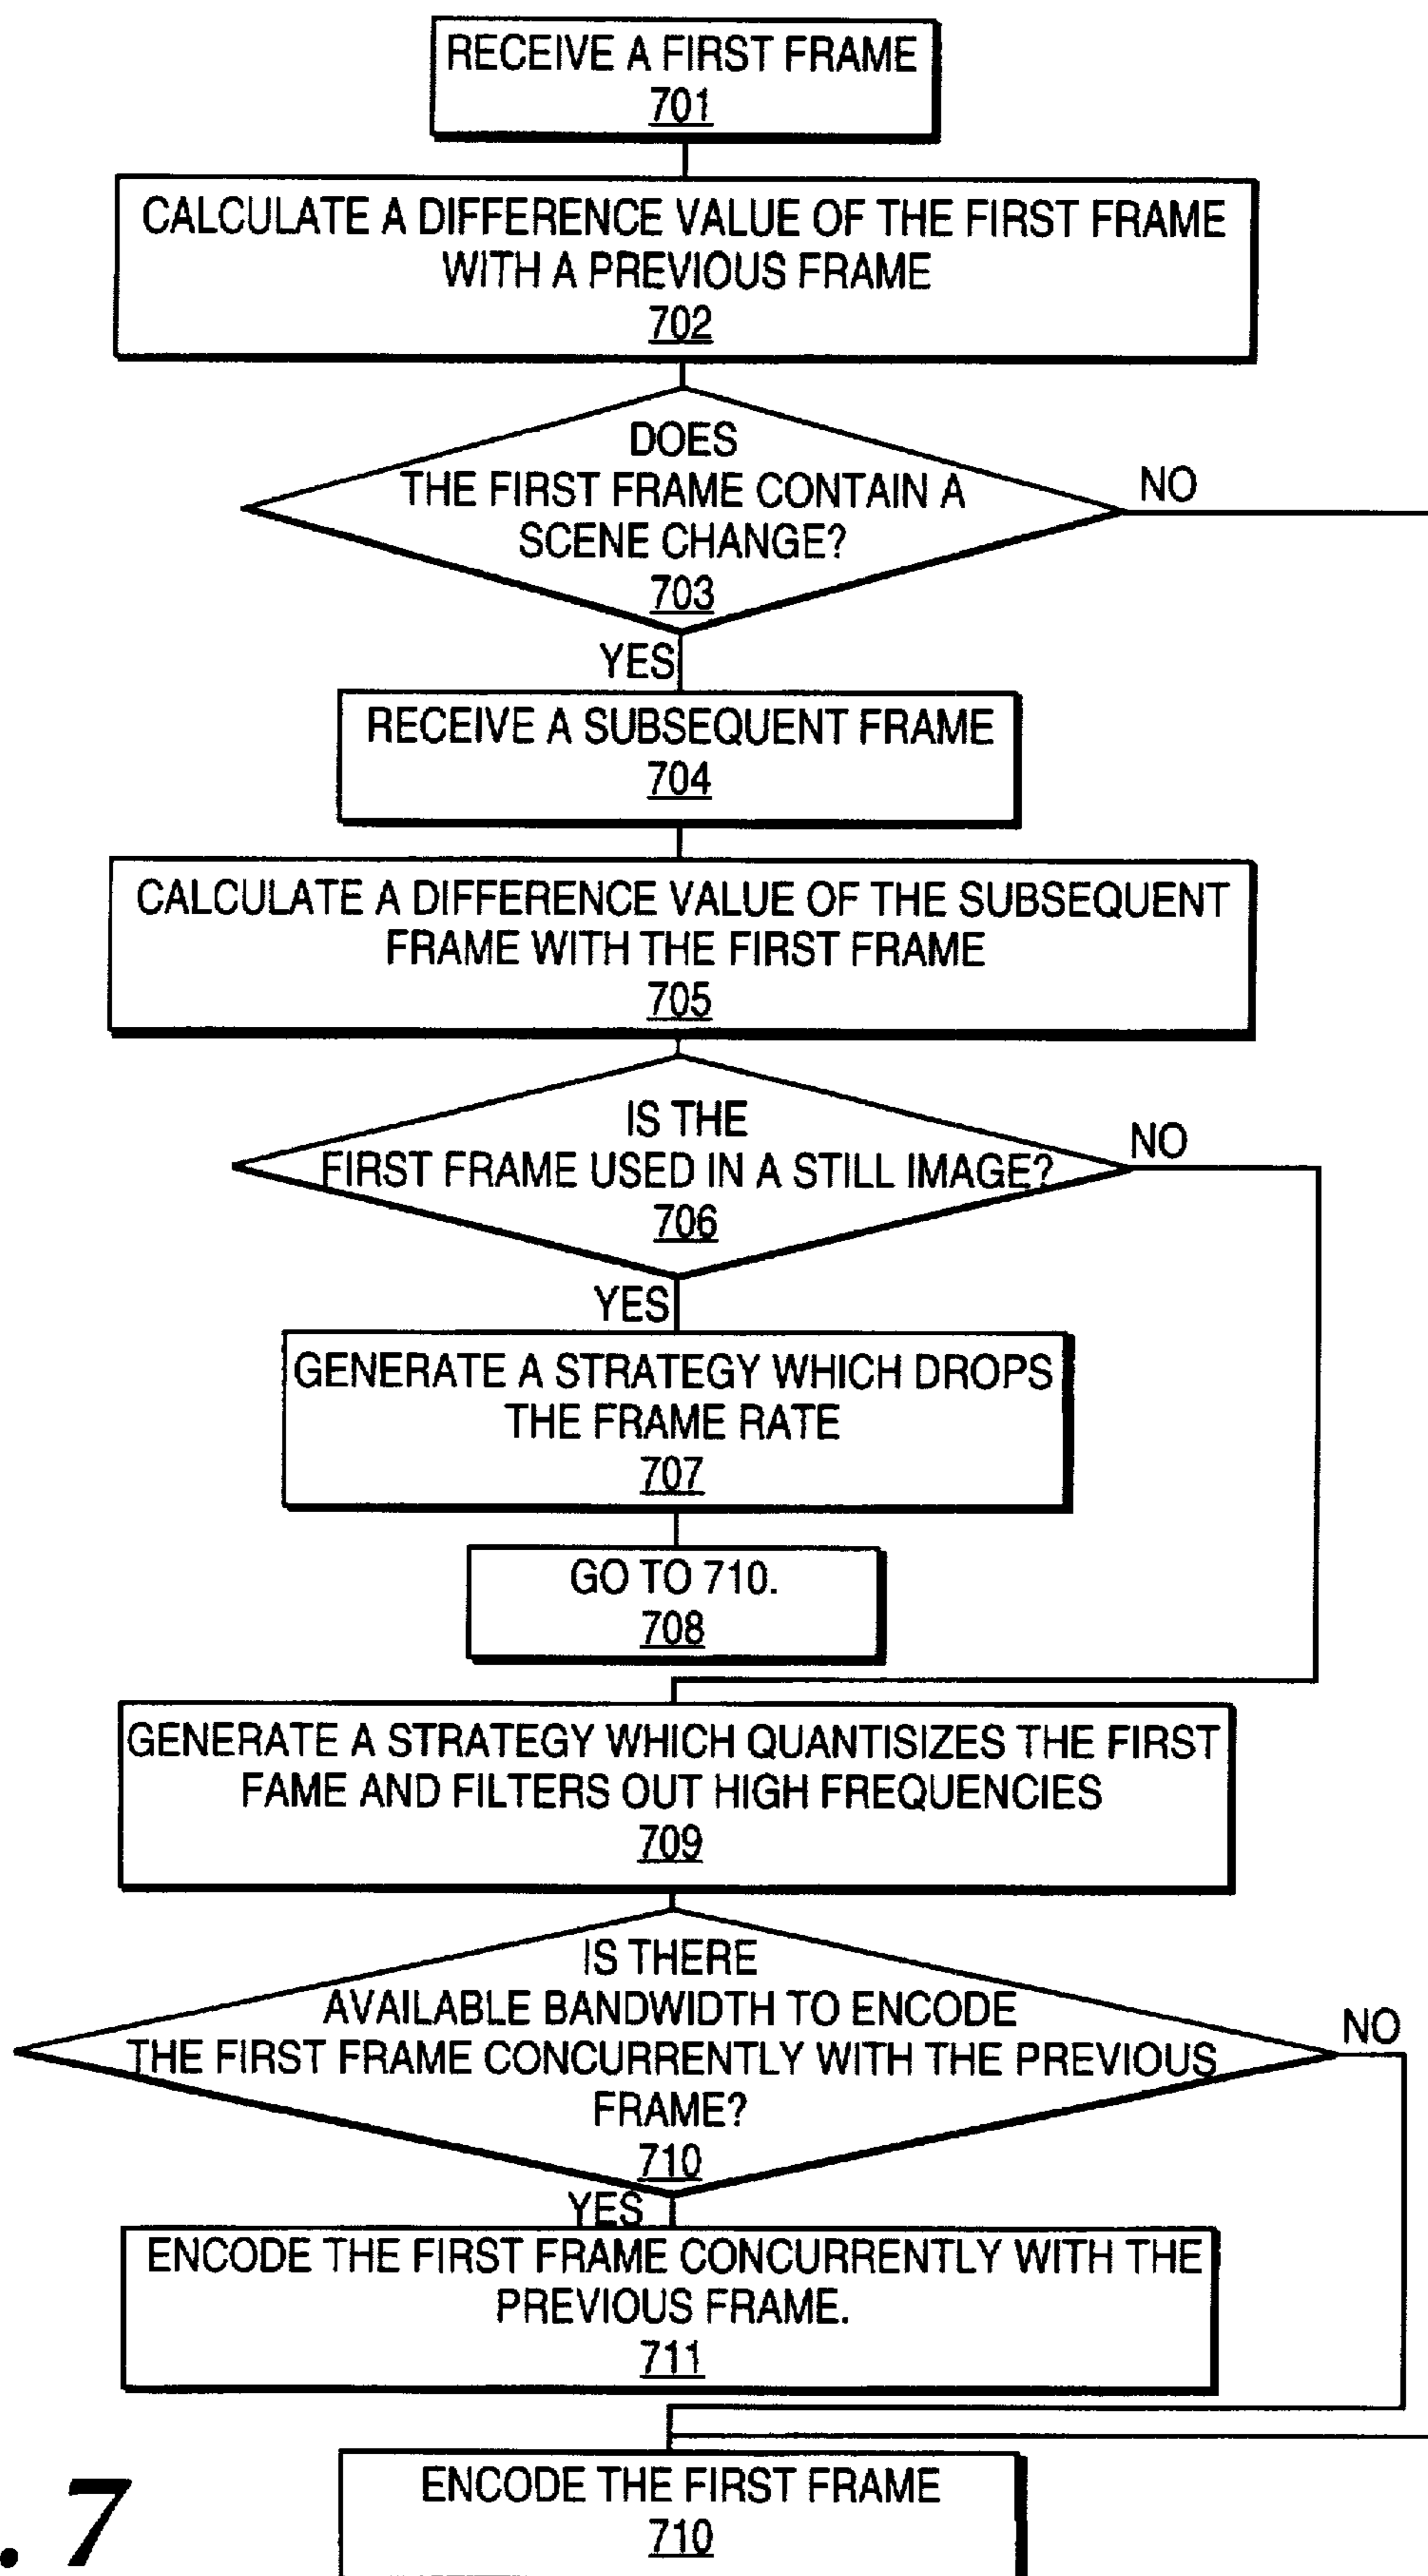 RECEIVE A FIRST FRAME
701
CALCULATE A DIFFERENCE VALUE OF THE FIRST FRAME
WITH A PREVIOUS FRAME
702
DOES
THE FIRST FRAME CONTAIN A
SCENE CHANGE?
703
NO
YES
RECEIVE A SUBSEQUENT FRAME
704
CALCULATE A DIFFERENCE VALUE OF THE SUBSEQUENT
FRAME WITH THE FIRST FRAME
705
IS THE
FIRST FRAME USED IN A STILL IMAGE?
706
NO
YES
GENERATE A STRATEGY WHICH DROPS
THE FRAME RATE
707
GO TO 710.
708
GENERATE A STRATEGY WHICH QUANTISIZES THE FIRST
FAME AND FILTERS OUT HIGH FREQUENCIES
709
IS THERE
AVAILABLE BANDWIDTH TO ENCODE
THE FIRST FRAME CONCURRENTLY WITH THE PREVIOUS
FRAME?
710
NO
YES
ENCODE THE FIRST FRAME CONCURRENTLY WITH THE
PREVIOUS FRAME.
711
ENCODE THE FIRST FRAME
710
. 7